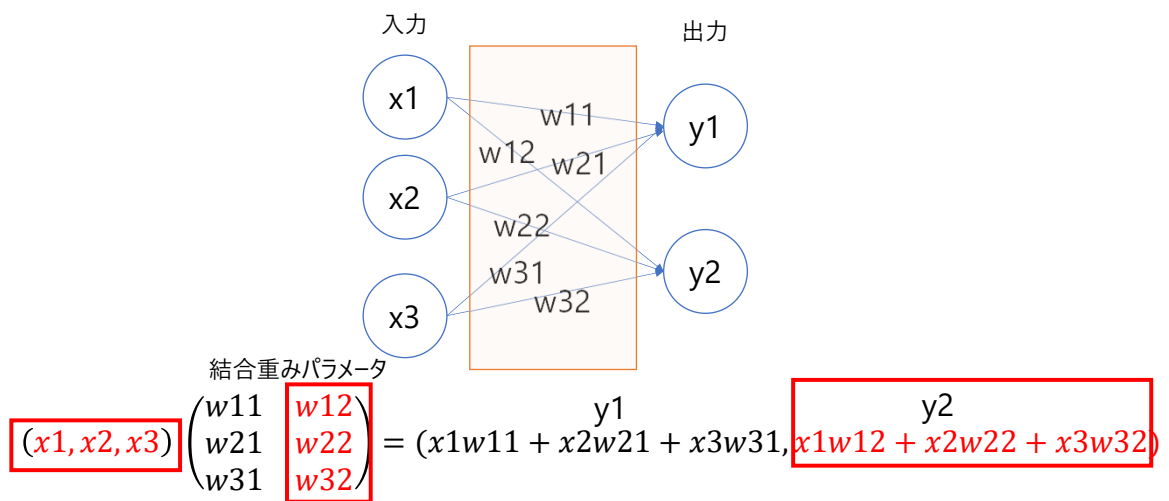 入力
出力
x1
w11
y1
w12
w21
x2
w22
w31
y2
w32
x3
結合重みパラメータ
y1
y2
(x1, x2, x3) (w11 w12
w21 w22
w31 w32) = (x1w11 + x2w21 + x3w31, x1w12 + x2w22 + x3w32)